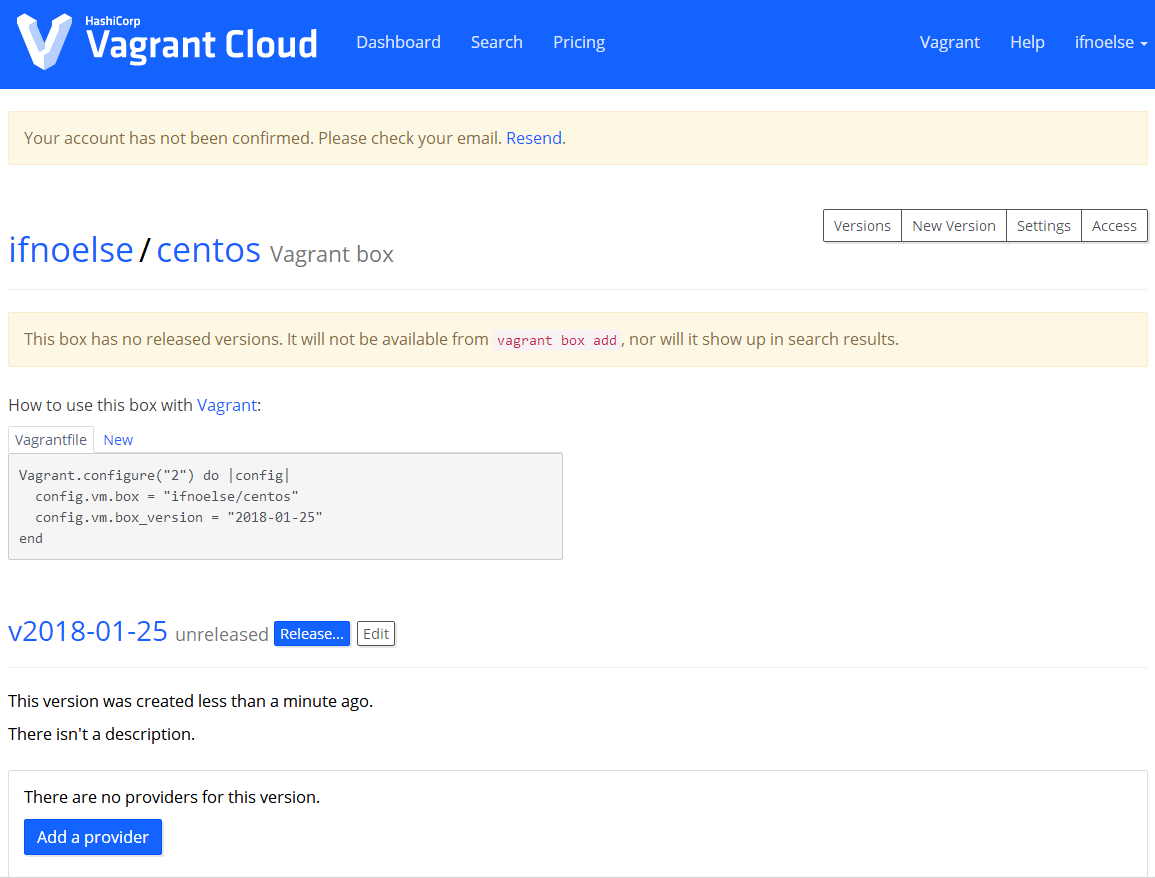 HashiCorp
Vagrant Cloud
Dashboard Search Pricing Vagrant Help ifnoelse
Your account has not been confirmed. Please check your email. Resend.
Versions New Version Settings Access
ifnoelse / centos Vagrant box
This box has no released versions. It will not be available from vagrant box add , nor will it show up in search results.
How to use this box with Vagrant:
Vagrantfile New
Vagrant.configure("2") do |config|
  config.vm.box = "ifnoelse/centos"
  config.vm.box_version = "2018-01-25"
end
v2018-01-25 unreleased Release... Edit
This version was created less than a minute ago.
There isn't a description.
There are no providers for this version.
Add a provider